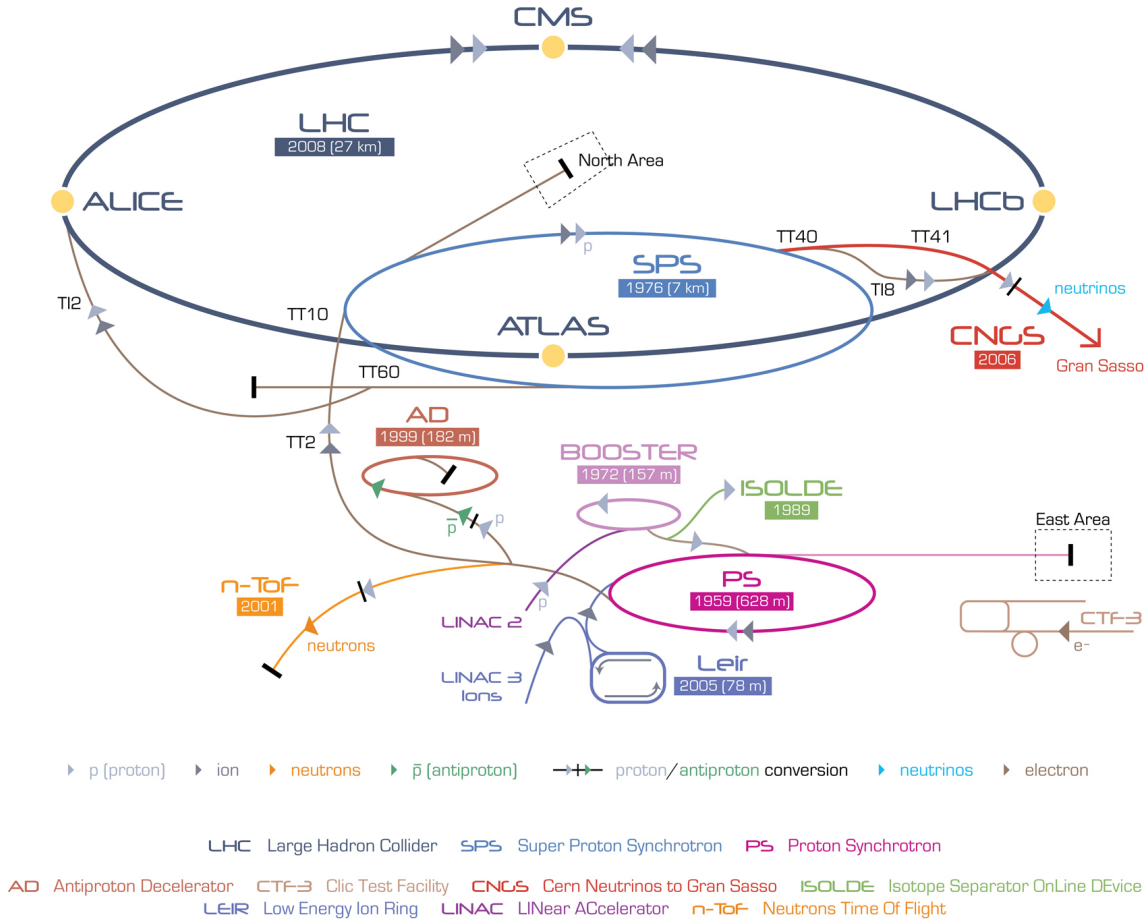 CMS
LHC
2008 (27 km)
North Area
ALICE
LHCb
TT40
TT41
p
SPS
1976 (7 km)
TI8
neutrinos
TI2
TT10
ATLAS
CNGS
2006
Gran Sasso
TT60
AD
1999 (182 m)
TT2
BOOSTER
1972 (157 m)
ISOLDE
1989
p̅
p
East Area
n-ToF
2001
PS
1959 (628 m)
p
LINAC 2
neutrons
CTF-3
e-
LINAC 3
Ions
Leir
2005 (78 m)
p (proton) ion neutrons p̅ (antiproton) proton/antiproton conversion neutrinos electron
LHC Large Hadron Collider SPS Super Proton Synchrotron PS Proton Synchrotron
AD Antiproton Decelerator CTF-3 Clic Test Facility CNGS Cern Neutrinos to Gran Sasso ISOLDE Isotope Separator OnLine DEvice
LEIR Low Energy Ion Ring LINAC LINear ACcelerator n-ToF Neutrons Time Of Flight